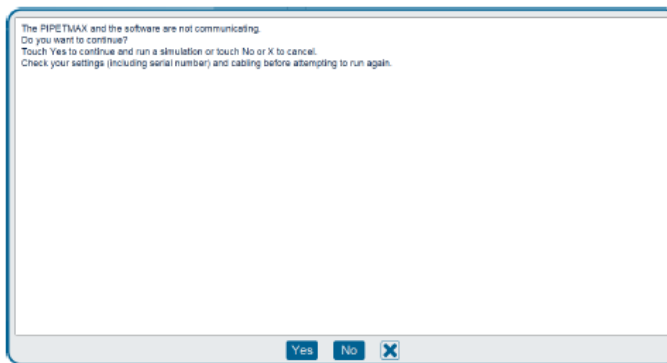 The PIPETMAX and the software are not communicating.
Do you want to continue?
Touch Yes to continue and run a simulation or touch No or X to cancel.
Check your settings (including serial number) and cabling before attempting to run again.
Yes No